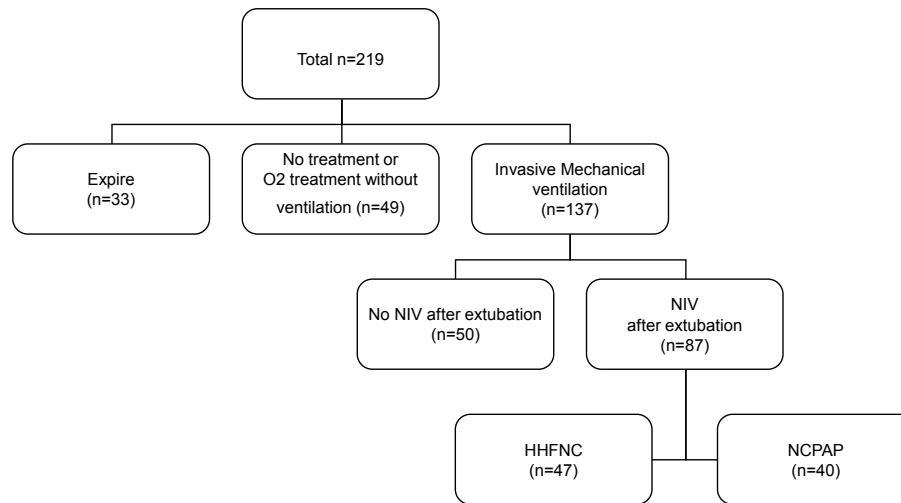 Total n=219
Expire
(n=33)
No treatment or
O2 treatment without
ventilation (n=49)
Invasive Mechanical
ventilation
(n=137)
No NIV after extubation
(n=50)
NIV
after extubation
(n=87)
HHFNC
(n=47)
NCPAP
(n=40)